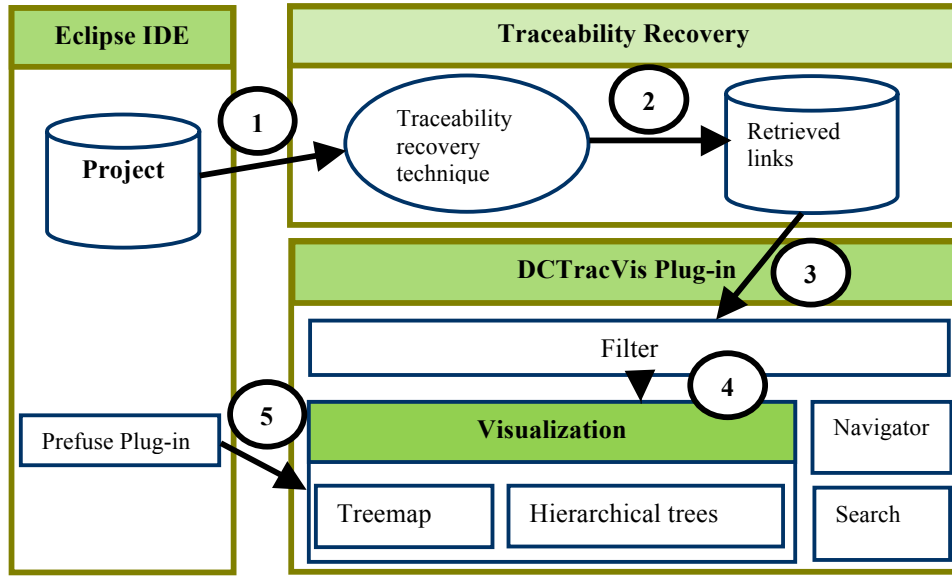 Eclipse IDE
Traceability Recovery
1
2
Project
Traceability
recovery
technique
Retrieved
links
DCTracVis Plug-in
3
Filter
4
5
Prefuse Plug-in
Visualization
Navigator
Treemap
Hierarchical trees
Search